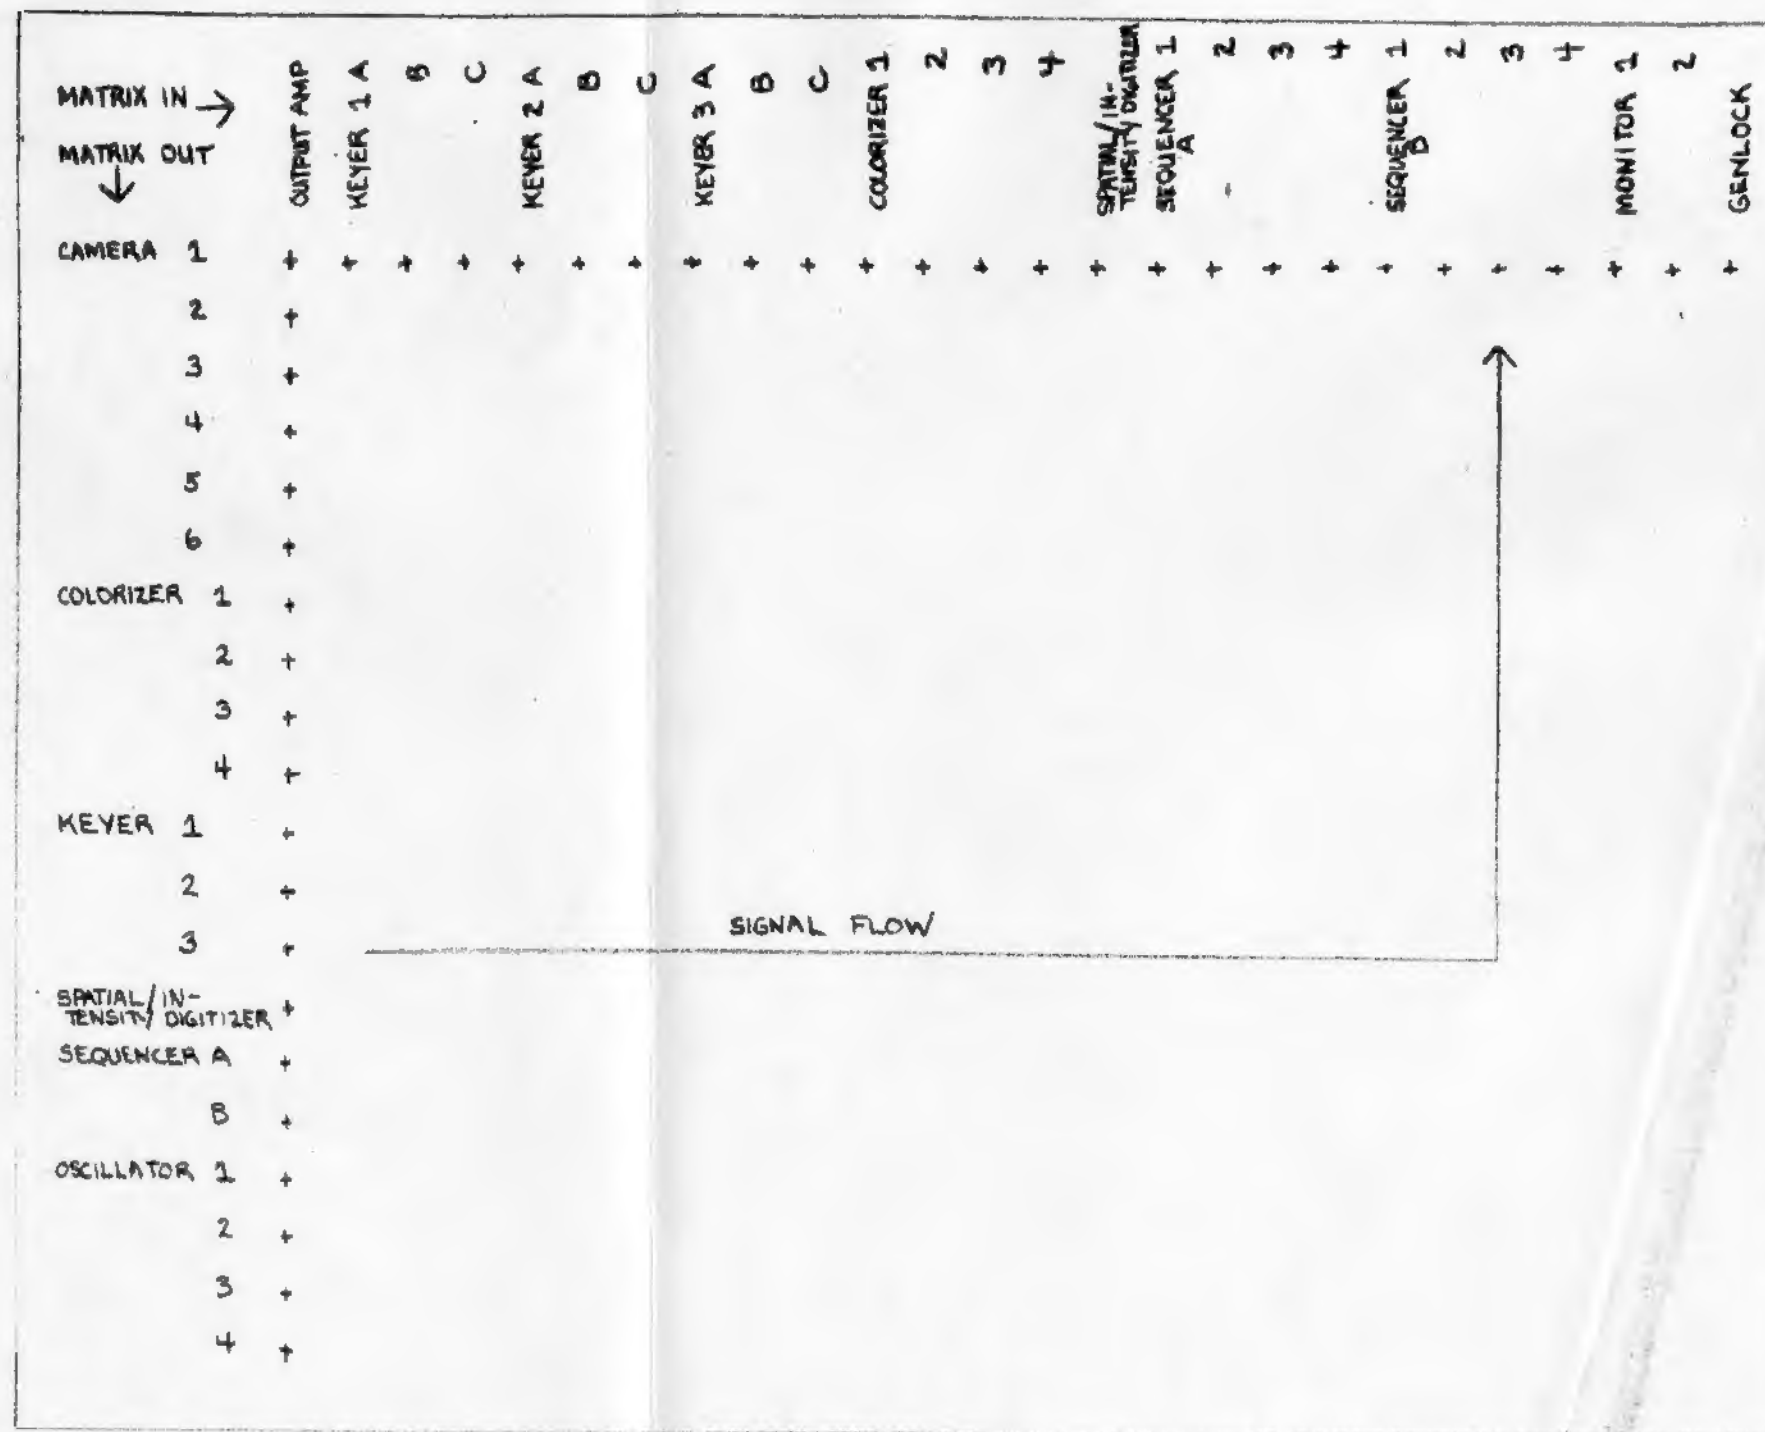 MATRIX IN →
MATRIX OUT
↓
OUTPUT AMP
KEYER 1 A
B
C
KEYER 2 A
B
C
KEYER 3 A
B
C
COLORIZER 1
2
3
4
SPATIAL/IN-
TENSITY DIGITIZER
SEQUENCER 1
A
2
3
4
SEQUENCER 1
B
2
3
4
MONITOR 1
2
GENLOCK
CAMERA 1 + + + + + + + + + + + + + + + + + + + + + + + + + +
2 +
3 +
4 +
5 +
6 +
COLORIZER 1 +
2 +
3 +
4 +
KEYER 1 +
2 +
SIGNAL FLOW
3 +
SPATIAL/IN-
TENSITY DIGITIZER +
SEQUENCER A +
B +
OSCILLATOR 1 +
2 +
3 +
4 +